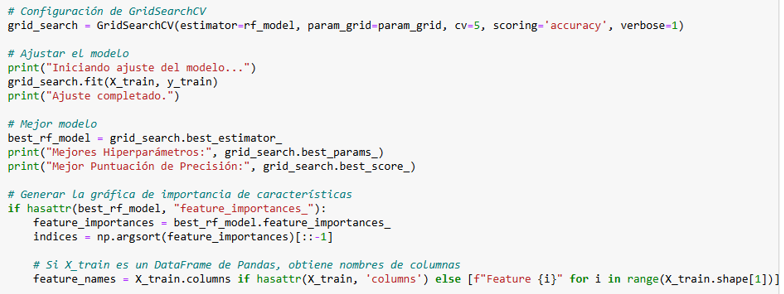 # Configuración de GridSearchCV
grid_search = GridSearchCV(estimator=rf_model, param_grid=param_grid, cv=5, scoring='accuracy', verbose=1)
# Ajustar el modelo
print("Iniciando ajuste del modelo...")
grid_search.fit(X_train, y_train)
print("Ajuste completado.")
# Mejor modelo
best_rf_model = grid_search.best_estimator_
print("Mejores Hiperparámetros:", grid_search.best_params_)
print("Mejor Puntuación de Precisión:", grid_search.best_score_)
# Generar la gráfica de importancia de características
if hasattr(best_rf_model, "feature_importances_"):
    feature_importances = best_rf_model.feature_importances_
    indices = np.argsort(feature_importances)[::-1]
    # Si X_train es un DataFrame de Pandas, obtiene nombres de columnas
    feature_names = X_train.columns if hasattr(X_train, 'columns') else [f"Feature {i}" for i in range(X_train.shape[1])]